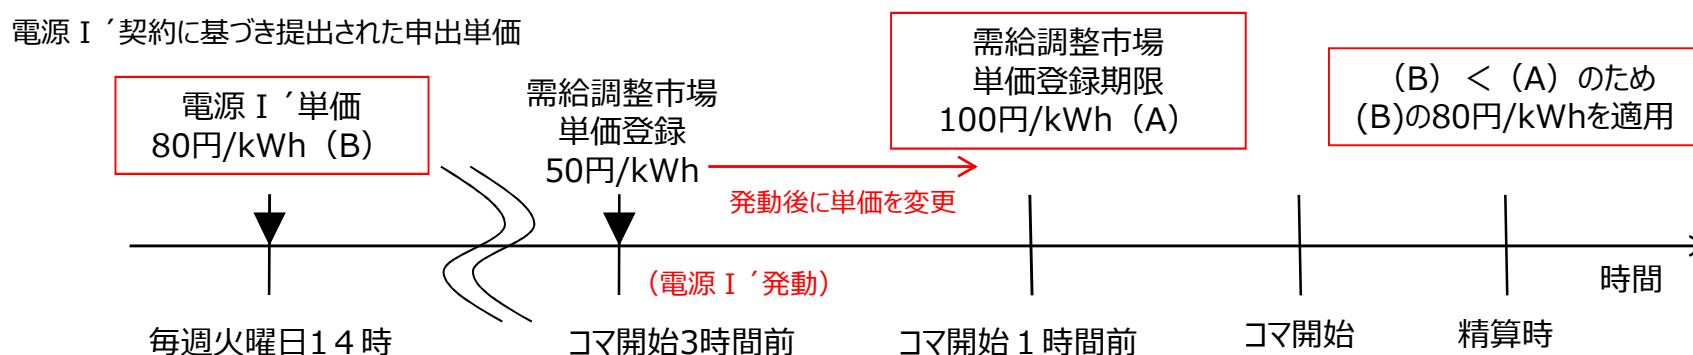 電源Ⅰ´契約に基づき提出された申出単価
電源Ⅰ´単価
80円/kWh（B）
需給調整市場
単価登録
50円/kWh
需給調整市場
単価登録期限
100円/kWh（A）
（B）＜（A）のため
(B)の80円/kWhを適用
発動後に単価を変更
（電源Ⅰ´発動）
時間
毎週火曜日１４時
コマ開始3時間前
コマ開始１時間前
コマ開始
精算時